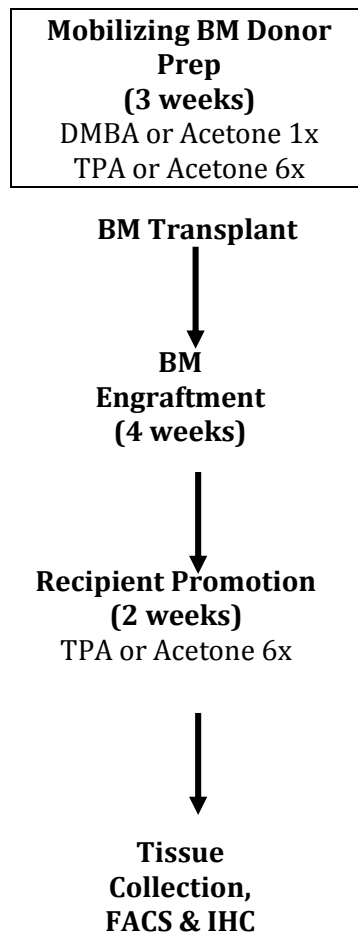 Mobilizing BM Donor
Prep
(3 weeks)
DMBA or Acetone 1x
TPA or Acetone 6x
BM Transplant
BM
Engraftment
(4 weeks)
Recipient Promotion
(2 weeks)
TPA or Acetone 6x
Tissue
Collection,
FACS & IHC